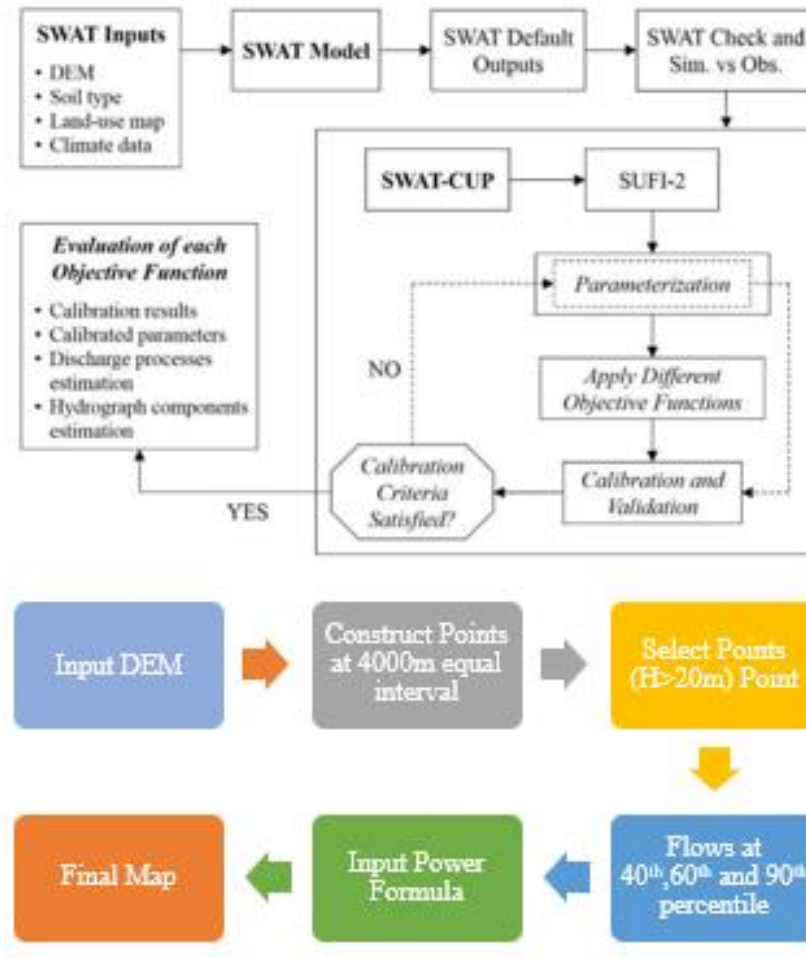 SWAT Inputs
• DEM
• Soil type
• Land-use map
• Climate data
SWAT Model
SWAT Default
Outputs
SWAT Check and
Sim. vs Obs.
SWAT-CUP
SUFI-2
Parameterization
Apply Different
Objective Functions
Calibration and
Validation
Calibration
Criteria
Satisfied?
NO
YES
Evaluation of each
Objective Function
• Calibration results
• Calibrated parameters
• Discharge processes
estimation
• Hydrograph components
estimation
Input DEM
Construct Points
at 4000m equal
interval
Select Points
(H>20m) Point
Flows at
40th,60th and 90th
percentile
Input Power
Formula
Final Map